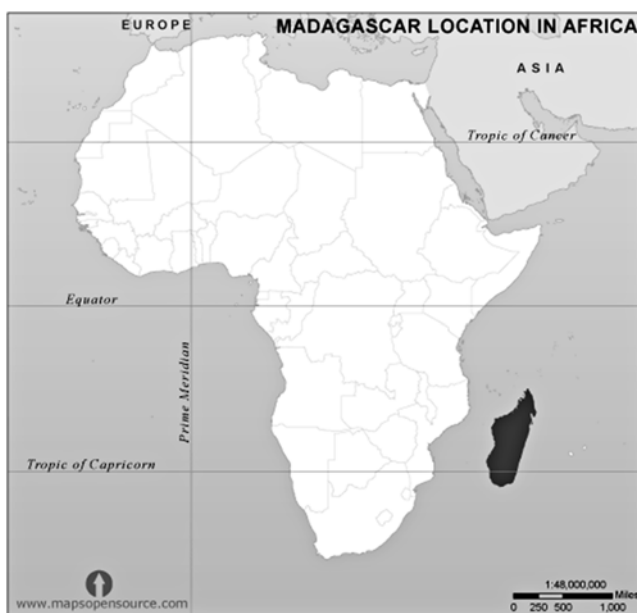 EUROPE
MADAGASCAR LOCATION IN AFRICA
ASIA
Tropic of Cancer
Equator
Prime Meridian
Tropic of Capricorn
1:48,000,000
Miles
0 250 500 1,000
www.mapsopensource.com